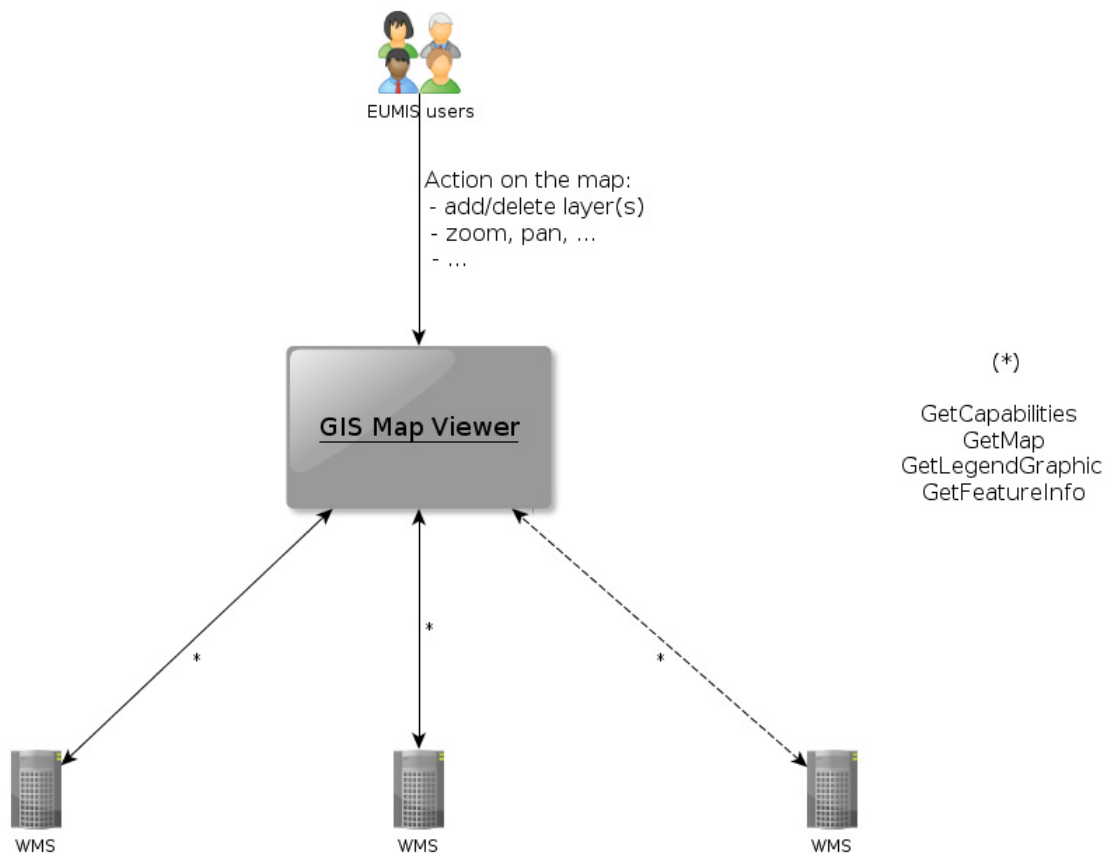 EUMIS users
Action on the map:
- add/delete layer(s)
- zoom, pan, ...
- ...
GIS Map Viewer
(*)
GetCapabilities
GetMap
GetLegendGraphic
GetFeatureInfo
*
*
*
WMS
WMS
WMS